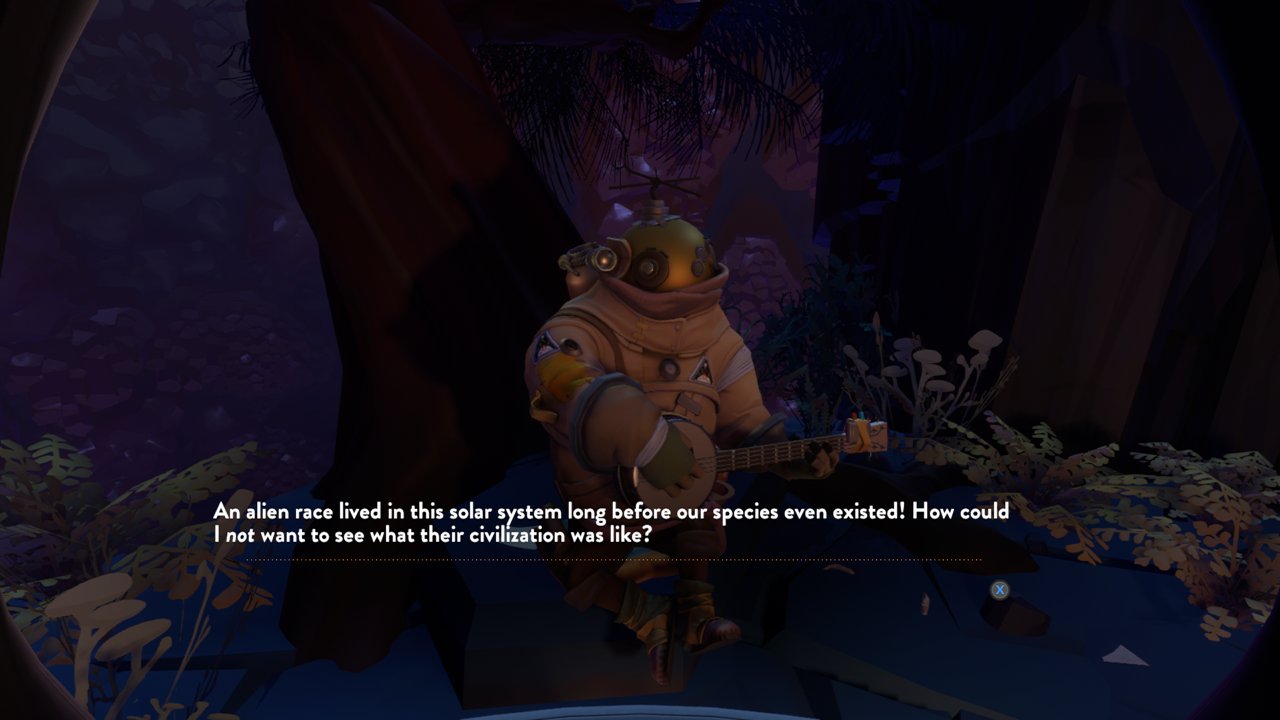 An alien race lived in this solar system long before our species even existed! How could
I not want to see what their civilization was like?
X